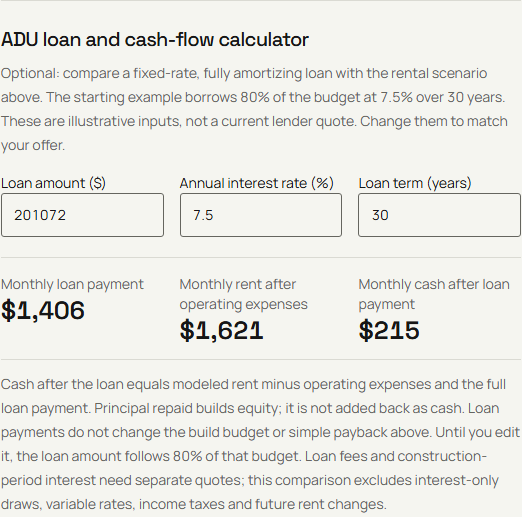 ADU loan and cash-flow calculator
Optional: compare a fixed-rate, fully amortizing loan with the rental scenario
above. The starting example borrows 80% of the budget at 7.5% over 30 years.
These are illustrative inputs, not a current lender quote. Change them to match
your offer.
Loan amount ($)
201072
Annual interest rate (%)
7.5
Loan term (years)
30
Monthly loan payment
$1,406
Monthly rent after
operating expenses
$1,621
Monthly cash after loan
payment
$215
Cash after the loan equals modeled rent minus operating expenses and the full
loan payment. Principal repaid builds equity; it is not added back as cash. Loan
payments do not change the build budget or simple payback above. Until you edit
it, the loan amount follows 80% of that budget. Loan fees and construction-
period interest need separate quotes; this comparison excludes interest-only
draws, variable rates, income taxes and future rent changes.